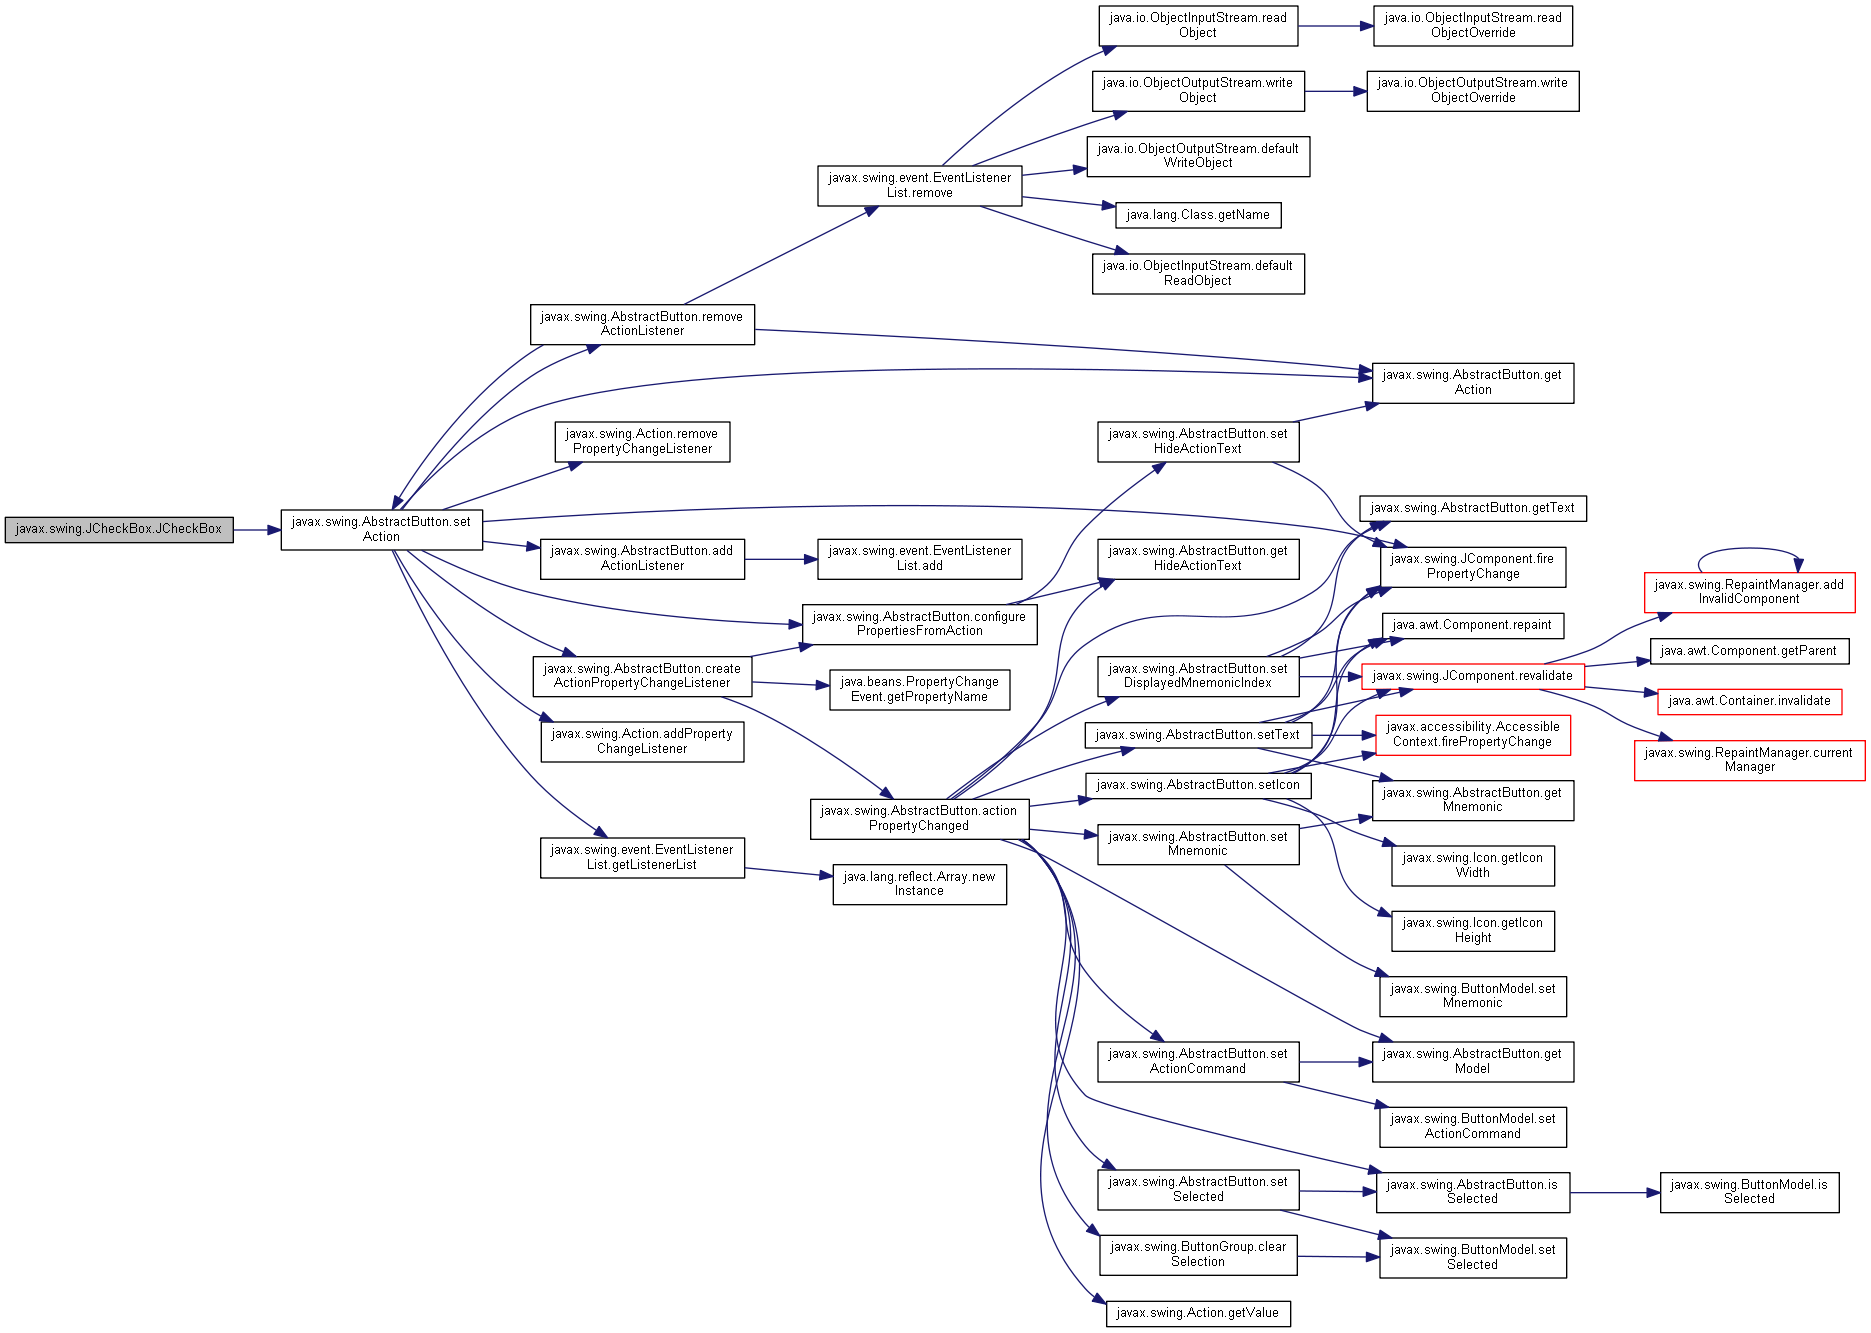 java.io.ObjectInputStream.read
Object
java.io.ObjectInputStream.read
ObjectOverride
java.io.ObjectOutputStream.write
Object
java.io.ObjectOutputStream.write
ObjectOverride
java.io.ObjectOutputStream.default
WriteObject
javax.swing.event.EventListener
List.remove
java.lang.Class.getName
java.io.ObjectInputStream.default
ReadObject
javax.swing.AbstractButton.remove
ActionListener
javax.swing.AbstractButton.get
Action
javax.swing.Action.remove
PropertyChangeListener
javax.swing.AbstractButton.set
HideActionText
javax.swing.AbstractButton.getText
javax.swing.JCheckBox.JCheckBox
javax.swing.AbstractButton.set
Action
javax.swing.AbstractButton.add
ActionListener
javax.swing.event.EventListener
List.add
javax.swing.AbstractButton.get
HideActionText
javax.swing.JComponent.fire
PropertyChange
javax.swing.RepaintManager.add
InvalidComponent
javax.swing.AbstractButton.configure
PropertiesFromAction
java.awt.Component.repaint
java.awt.Component.getParent
javax.swing.AbstractButton.create
ActionPropertyChangeListener
java.beans.PropertyChange
Event.getPropertyName
javax.swing.AbstractButton.set
DisplayedMnemonicIndex
javax.swing.JComponent.revalidate
java.awt.Container.invalidate
javax.swing.Action.addProperty
ChangeListener
javax.swing.AbstractButton.setText
javax.accessibility.Accessible
Context.firePropertyChange
javax.swing.RepaintManager.current
Manager
javax.swing.AbstractButton.setIcon
javax.swing.AbstractButton.get
Mnemonic
javax.swing.AbstractButton.action
PropertyChanged
javax.swing.AbstractButton.set
Mnemonic
javax.swing.event.EventListener
List.getListenerList
javax.swing.Icon.getIcon
Width
java.lang.reflect.Array.new
Instance
javax.swing.Icon.getIcon
Height
javax.swing.ButtonModel.set
Mnemonic
javax.swing.AbstractButton.set
ActionCommand
javax.swing.AbstractButton.get
Model
javax.swing.ButtonModel.set
ActionCommand
javax.swing.AbstractButton.set
Selected
javax.swing.AbstractButton.is
Selected
javax.swing.ButtonModel.is
Selected
javax.swing.ButtonGroup.clear
Selection
javax.swing.ButtonModel.set
Selected
javax.swing.Action.getValue